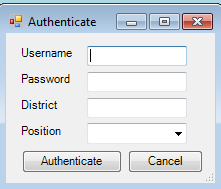 Authenticate
Username
Password
District
Position
Authenticate Cancel